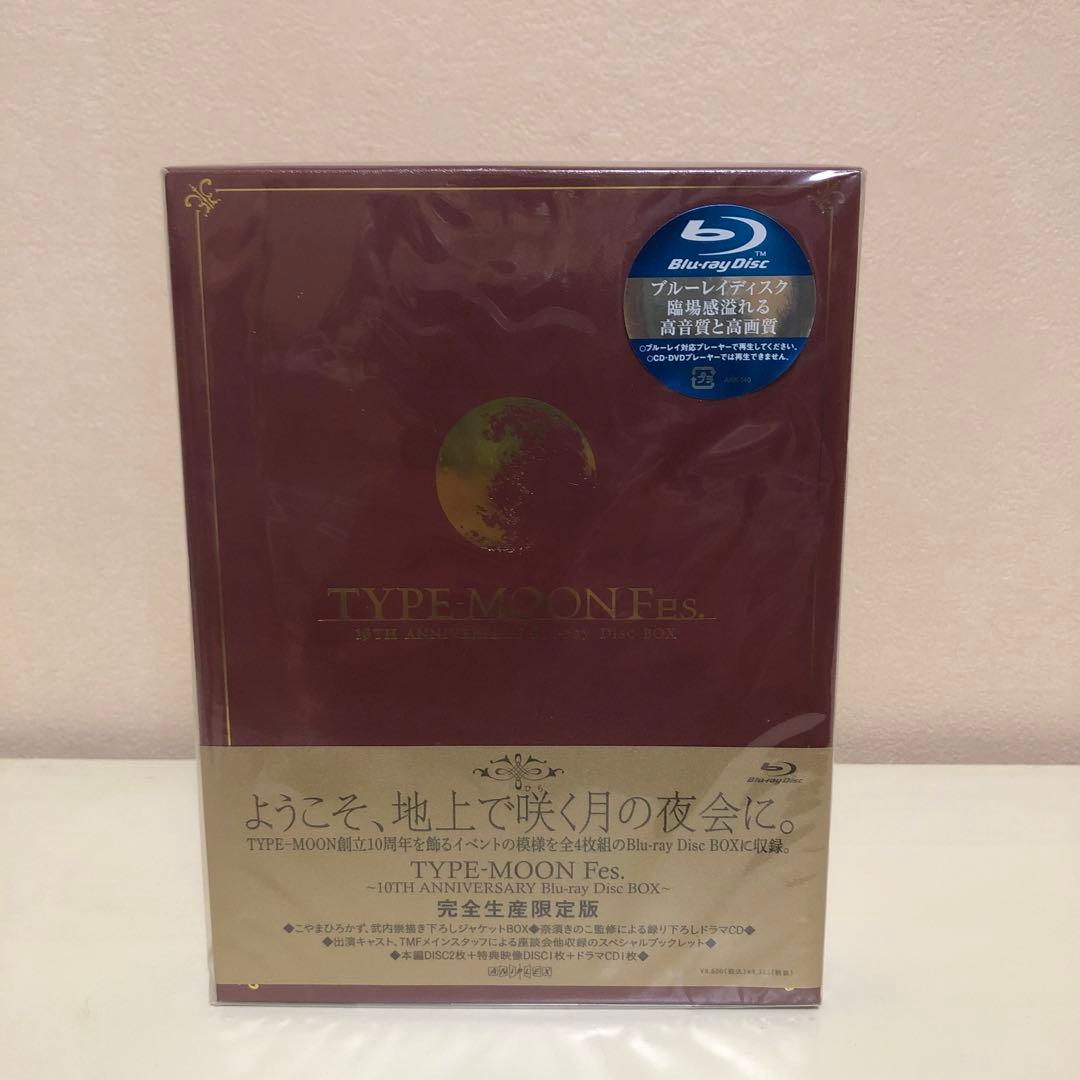 Blu-ray Disc
TM
ブルーレイディスク
臨場感溢れる
高音質と高画質
○ブルーレイ対応プレーヤーで再生してください。
○CD・DVDプレーヤーでは再生できません。
プラ
TYPE-MOON Fes.
10TH ANNIVERSARY Blu-ray Disc BOX
Blu-ray Disc
ひら
ようこそ、地上で咲く月の夜会に。
TYPE-MOON創立10周年を飾るイベントの模様を全4枚組のBlu-ray Disc BOXに収録。
TYPE-MOON Fes.
~10TH ANNIVERSARY Blu-ray Disc BOX~
完全生産限定版
◆こやまひろかず、武内崇描き下ろしジャケットBOX◆奈須きのこ監修による録り下ろしドラマCD◆
◆出演キャスト、TMFメインスタッフによる座談会他収録のスペシャルブックレット◆
◆本編DISC2枚+特典映像DISC1枚+ドラマCD1枚◆
ANIPLEX